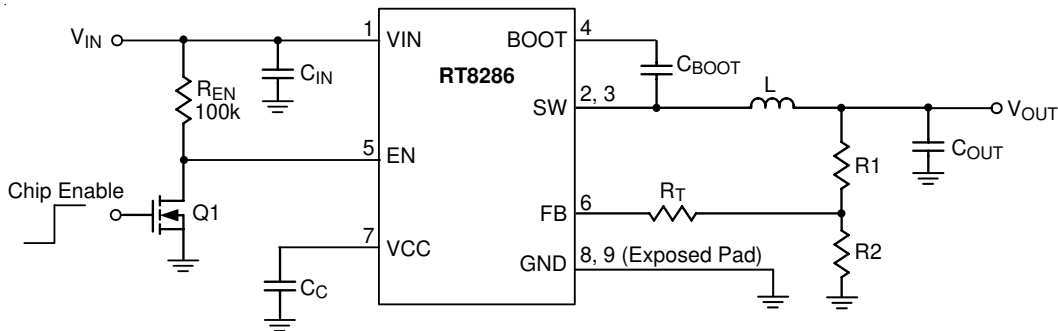 V_IN
1
VIN
BOOT
4
RT8286
C_IN
C_BOOT
R_EN
100k
L
SW
2, 3
V_OUT
5
EN
C_OUT
Chip Enable
R1
Q1
FB
6
R_T
7
VCC
R2
GND
8, 9 (Exposed Pad)
C_C